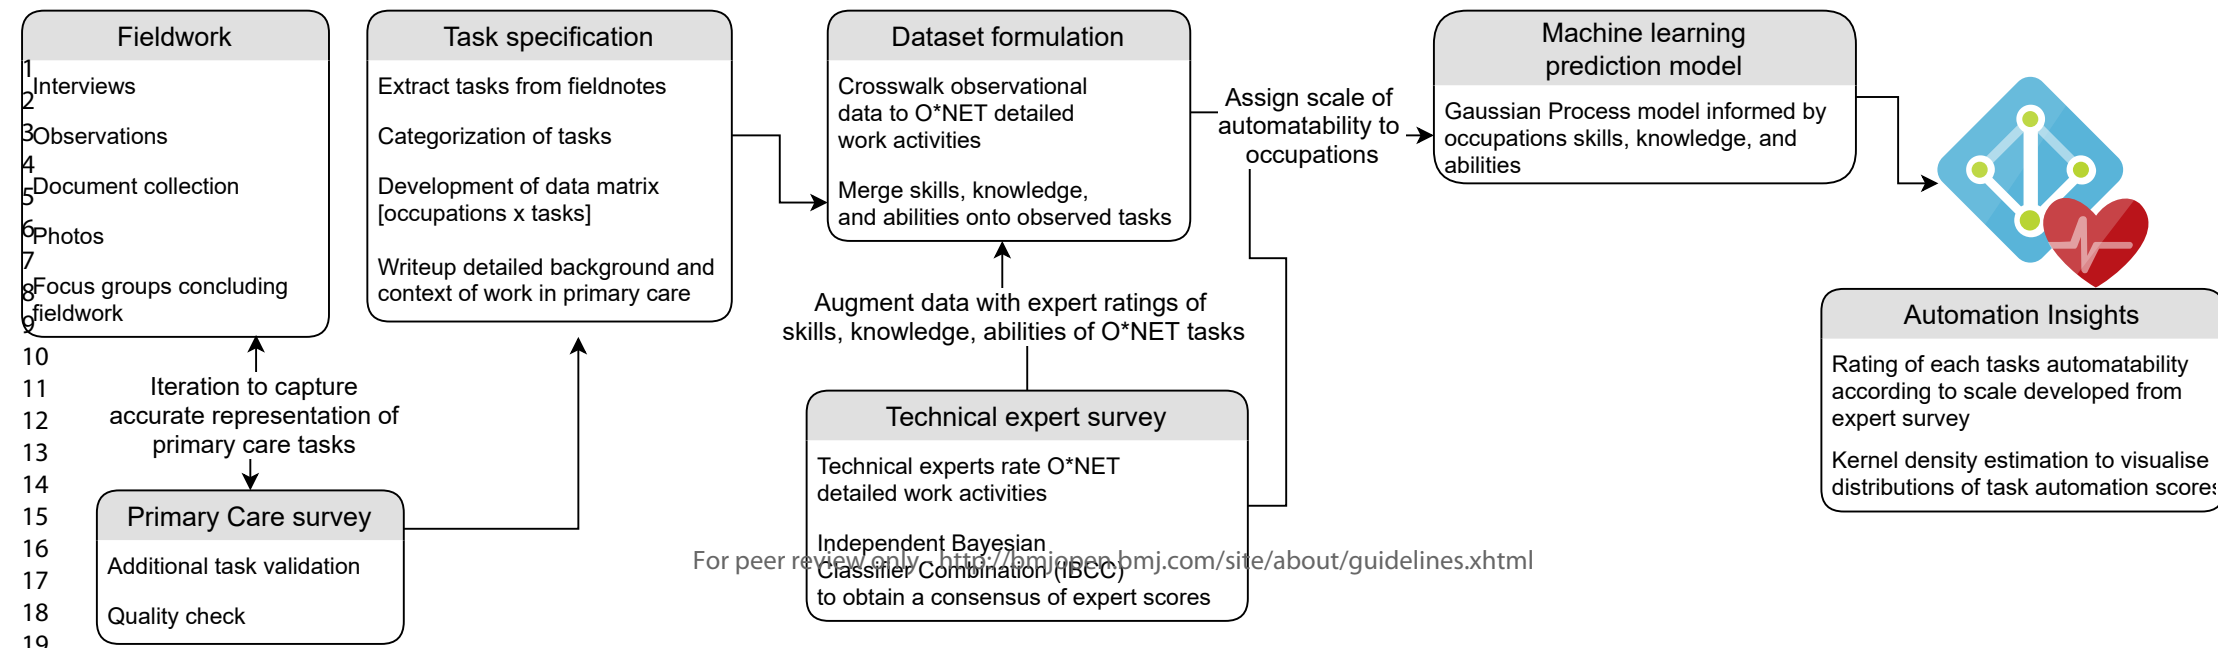 Fieldwork
Interviews
Observations
Document collection
Photos
Focus groups concluding
fieldwork
1
2
3
4
5
6
7
8
9
10
11
12
13
14
15
16
17
18
19
Iteration to capture
accurate representation of
primary care tasks
Primary Care survey
Additional task validation
Quality check
Task specification
Extract tasks from fieldnotes
Categorization of tasks
Development of data matrix
[occupations x tasks]
Writeup detailed background and
context of work in primary care
Dataset formulation
Crosswalk observational
data to O*NET detailed
work activities
Merge skills, knowledge,
and abilities onto observed tasks
Augment data with expert ratings of
skills, knowledge, abilities of O*NET tasks
Technical expert survey
Technical experts rate O*NET
detailed work activities
Independent Bayesian
Classifier Combination (IBCC)
to obtain a consensus of expert scores
For peer review only - http://bmjopen.bmj.com/site/about/guidelines.xhtml
Assign scale of
automatability to
occupations
Machine learning
prediction model
Gaussian Process model informed by
occupations skills, knowledge, and
abilities
Automation Insights
Rating of each tasks automatability
according to scale developed from
expert survey
Kernel density estimation to visualise
distributions of task automation scores